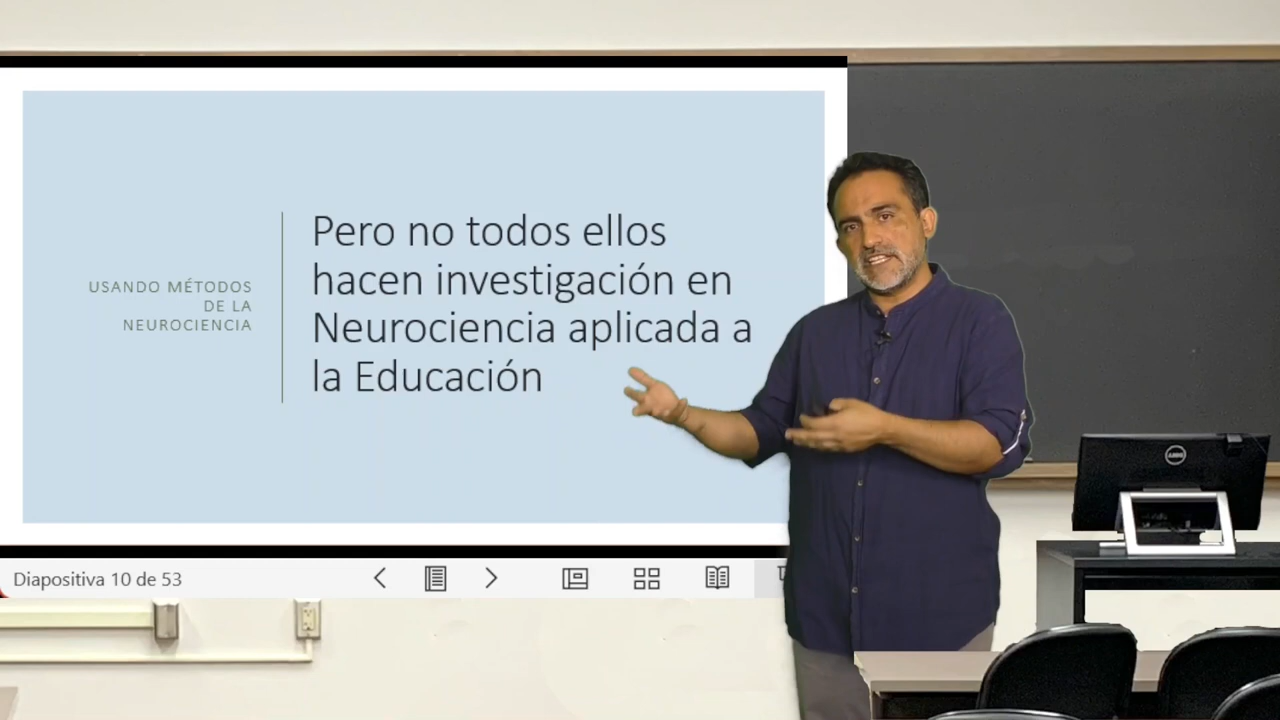 USANDO MÉTODOS
DE LA
NEUROCIENCIA
Pero no todos ellos
hacen investigación en
Neurociencia aplicada a
la Educación
Diapositiva 10 de 53
DELL